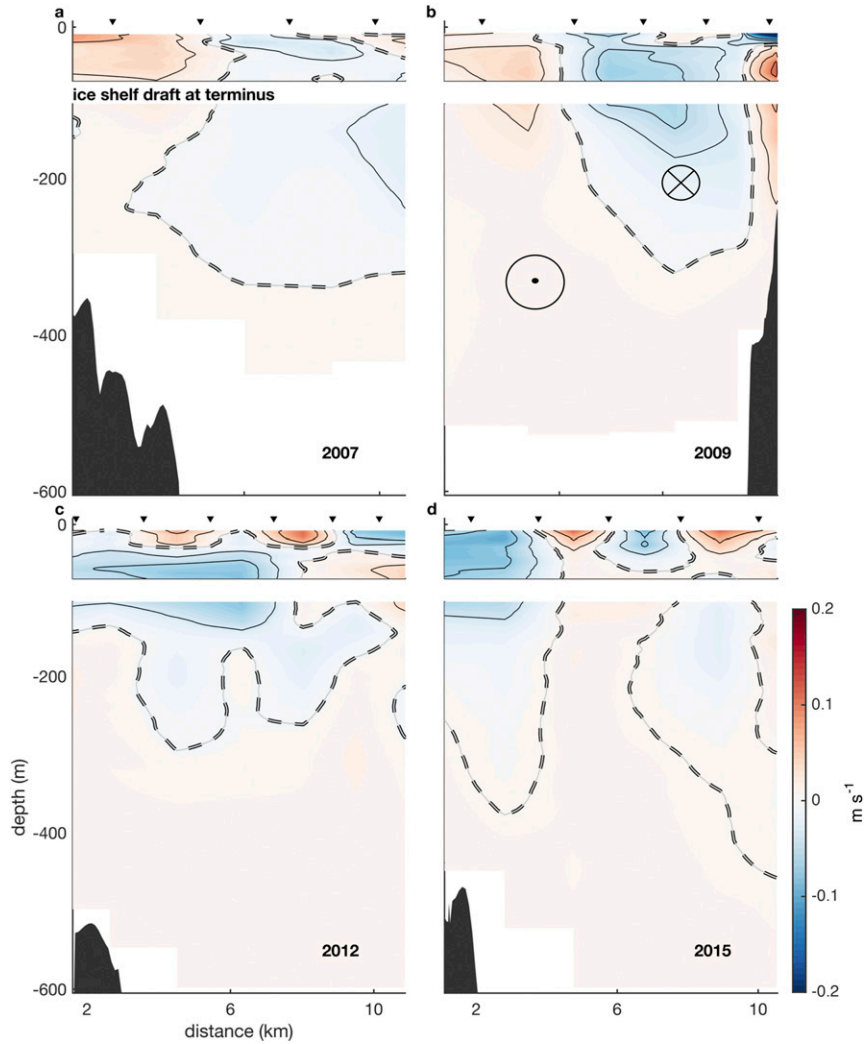 a
b
0
ice shelf draft at terminus
-200
-400
-600
2007
2009
c
d
0
-200
-400
-600
depth (m)
2012
2015
2
6
10
2
6
10
distance (km)
0.2
0.1
0
-0.1
-0.2
m s⁻¹